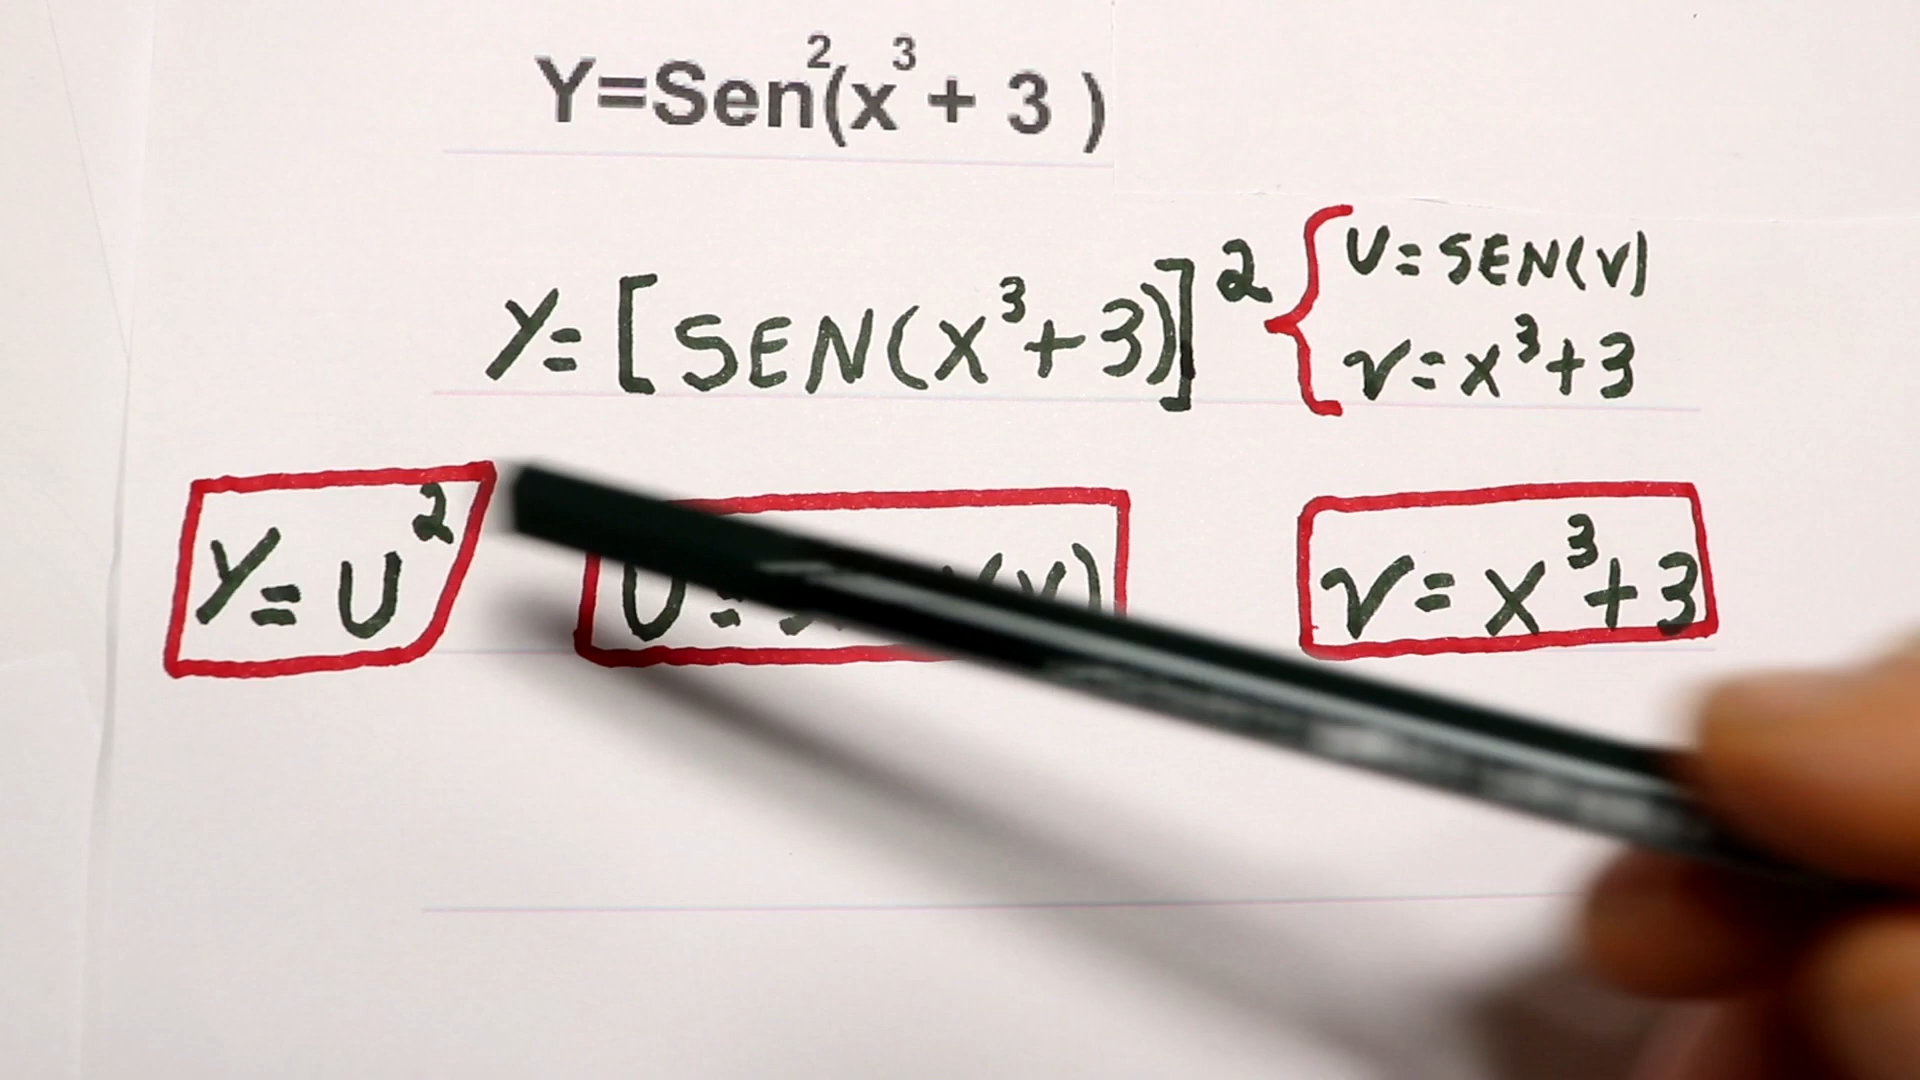 Y=Sen²(x³ + 3 )
Y= [SEN(x³+3)]²
U=SEN(V)
V=x³+3
Y=U²
U= V)
V= x³+3